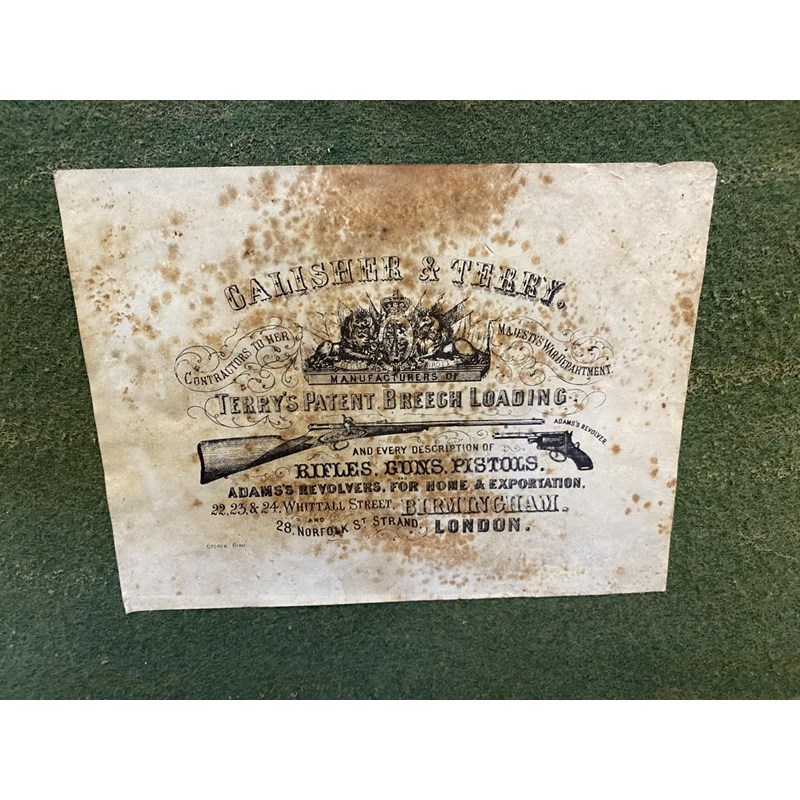 CALISHER & TERRY,
CONTRACTORS TO HER
MAJESTY'S WAR DEPARTMENT.
MANUFACTURERS OF
TERRY'S PATENT BREECH LOADING
ADAMS'S REVOLVER.
AND EVERY DESCRIPTION OF
RIFLES, GUNS, PISTOLS.
ADAMS'S REVOLVERS, FOR HOME & EXPORTATION,
22, 23, & 24, WHITTALL STREET, BIRMINGHAM.
AND
28, NORFOLK ST STRAND, LONDON.